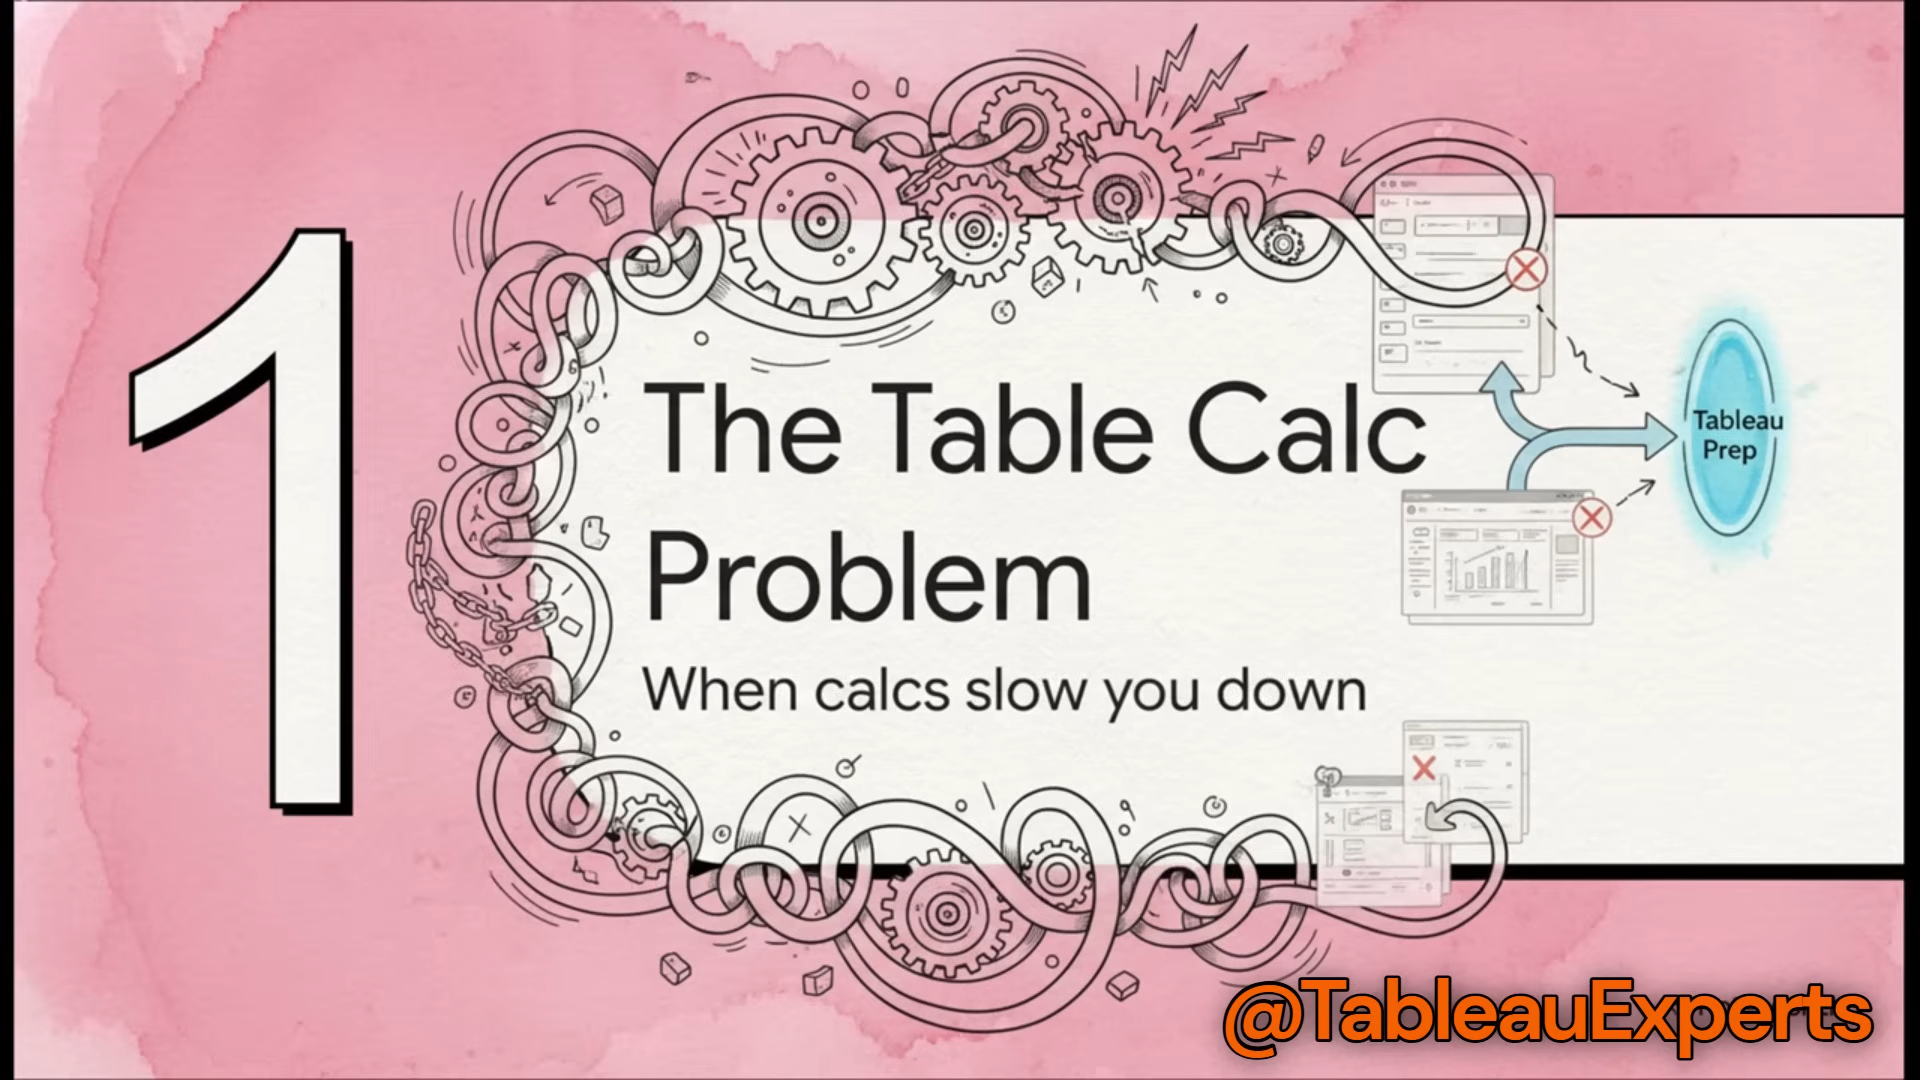 1
The Table Calc
Problem
When calcs slow you down
Tableau
Prep
@TableauExperts